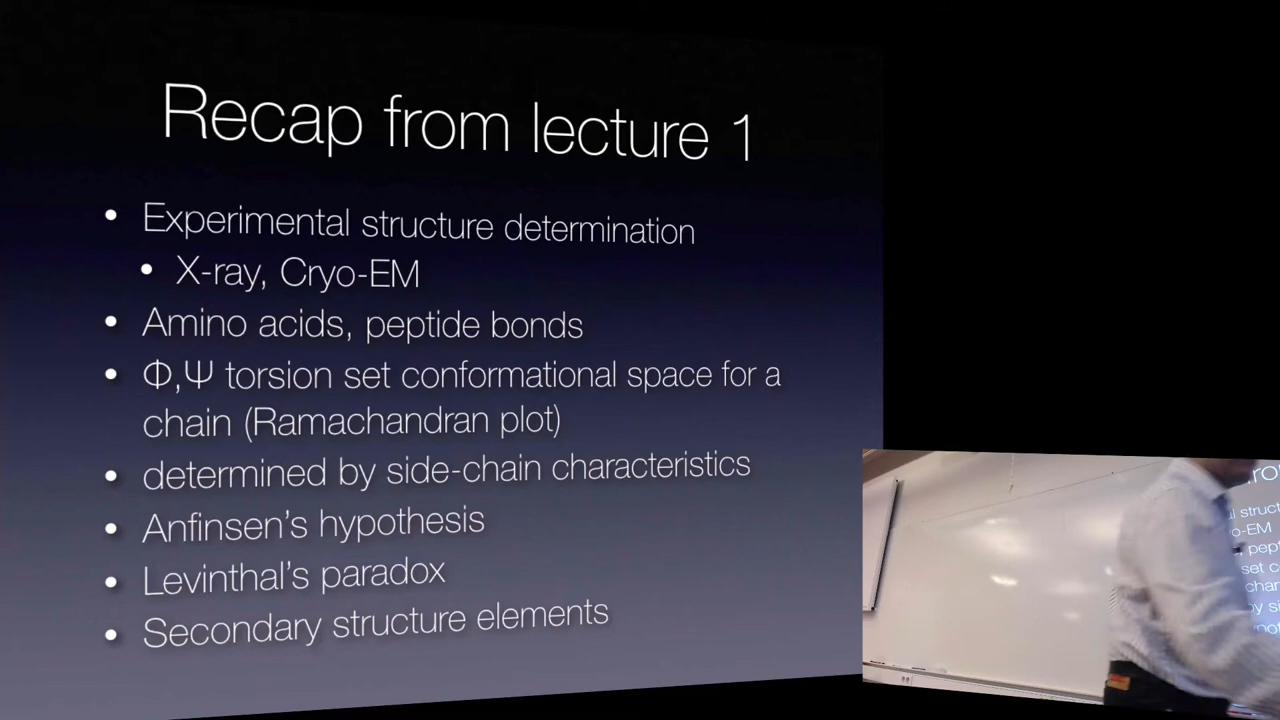 Recap from lecture 1
• Experimental structure determination
• X-ray, Cryo-EM
• Amino acids, peptide bonds
• Φ,Ψ torsion set conformational space for a
chain (Ramachandran plot)
• determined by side-chain characteristics
• Anfinsen's hypothesis
• Levinthal's paradox
• Secondary structure elements